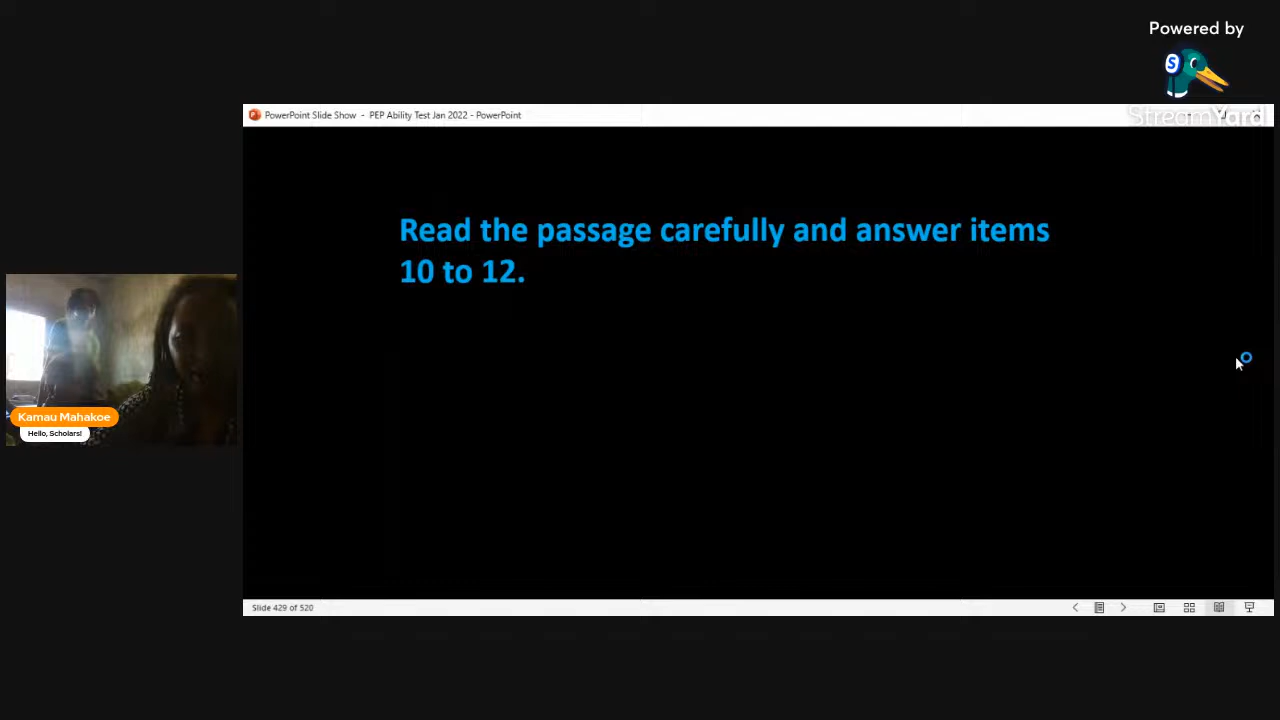 Powered by
StreamYard
PowerPoint Slide Show - PEP Ability Test Jan 2022 - PowerPoint
Read the passage carefully and answer items
10 to 12.
Kamau Mahakoe
Hello, Scholars!
Slide 429 of 520